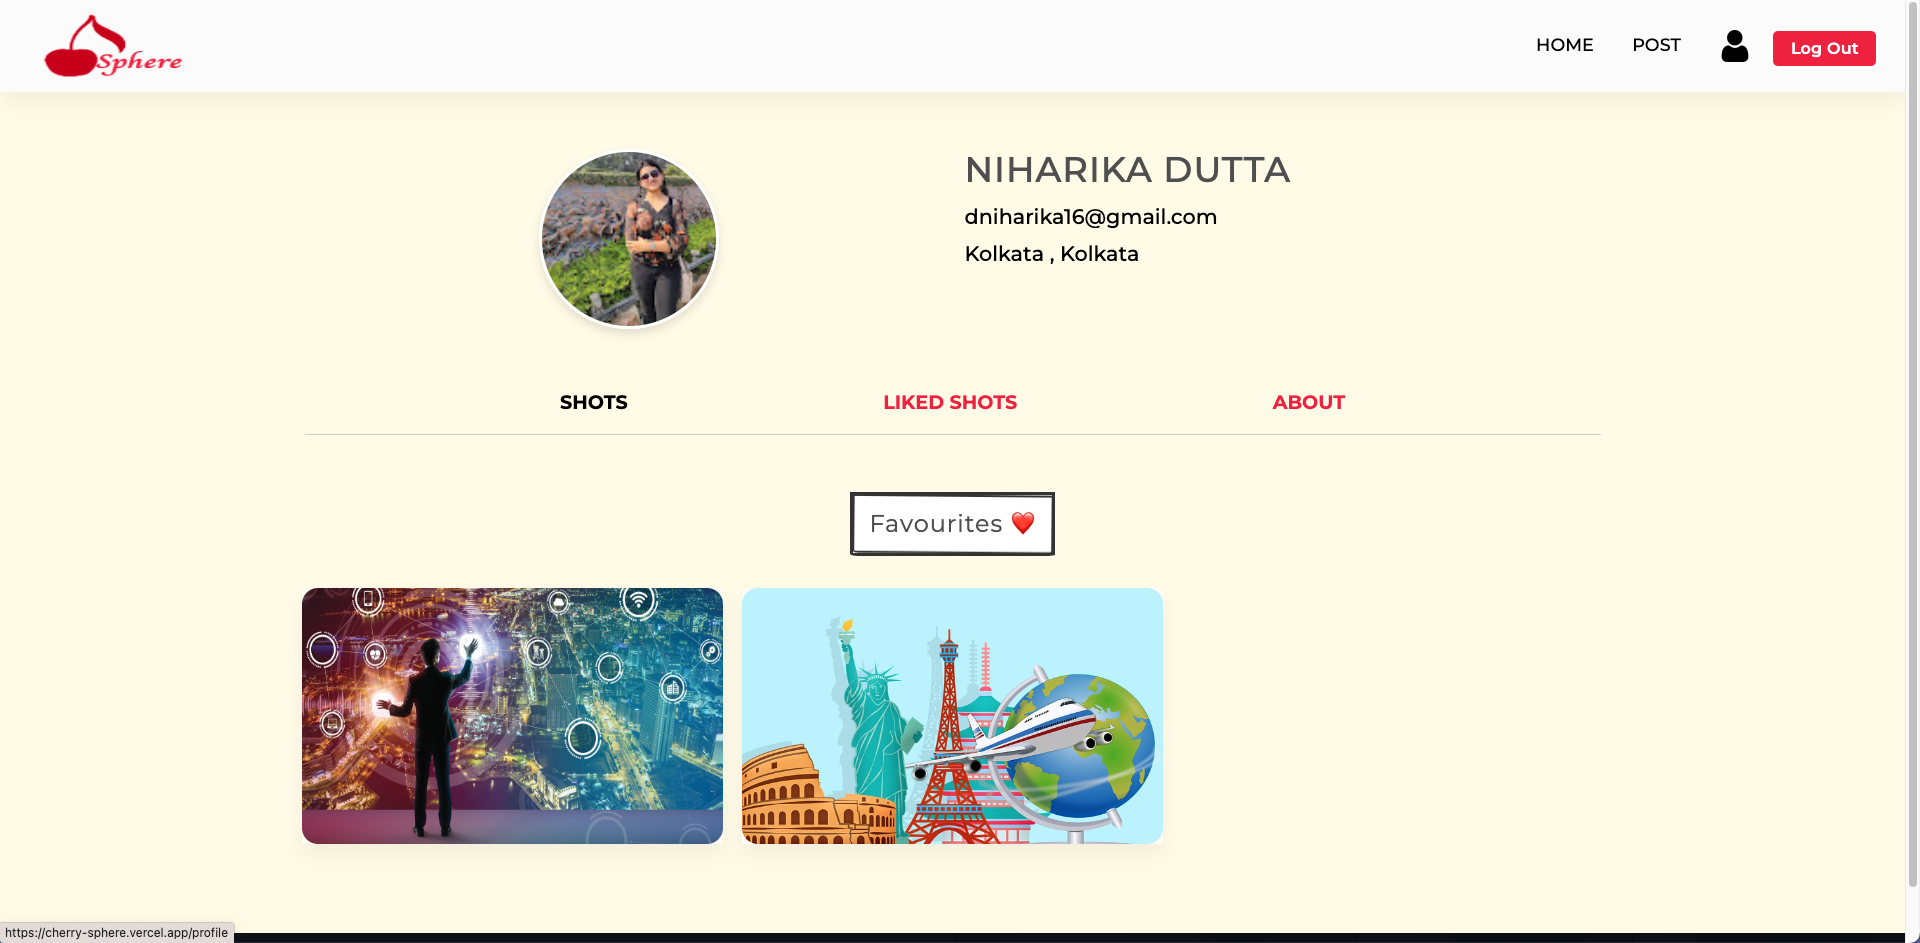 Sphere
HOME
POST
Log Out
NIHARIKA DUTTA
dniharika16@gmail.com
Kolkata , Kolkata
SHOTS
LIKED SHOTS
ABOUT
Favourites ❤️
https://cherry-sphere.vercel.app/profile